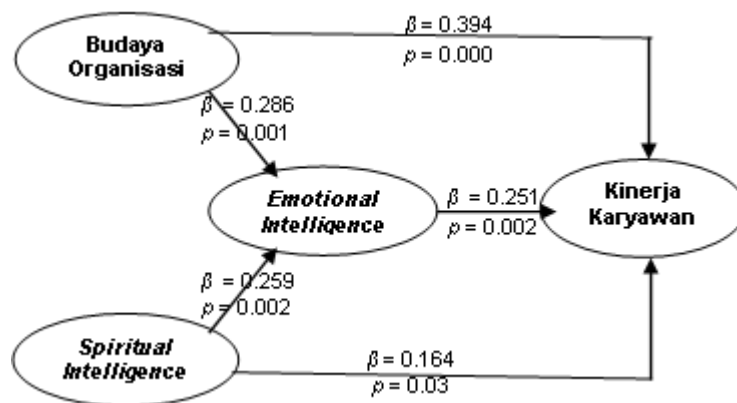 Budaya
Organisasi
β = 0.394
p = 0.000
β = 0.286
p = 0.001
Emotional
Intelligence
β = 0.251
p = 0.002
Kinerja
Karyawan
β = 0.259
p = 0.002
Spiritual
Intelligence
β = 0.164
p = 0.03